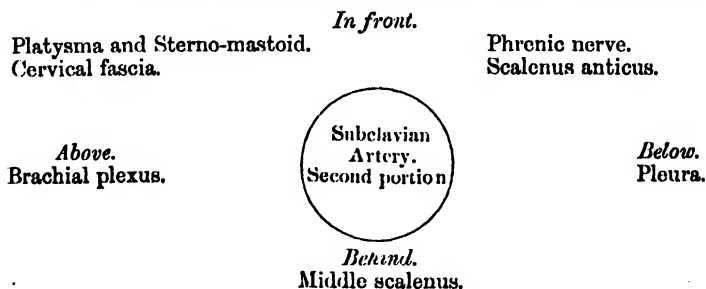 In front.
Platysma and Sterno-mastoid.
Cervical fascia.
Phrenic nerve.
Scalenus anticus.
Above.
Brachial plexus.
Subclavian
Artery.
Second portion
Below.
Pleura.
Behind.
Middle scalenus.